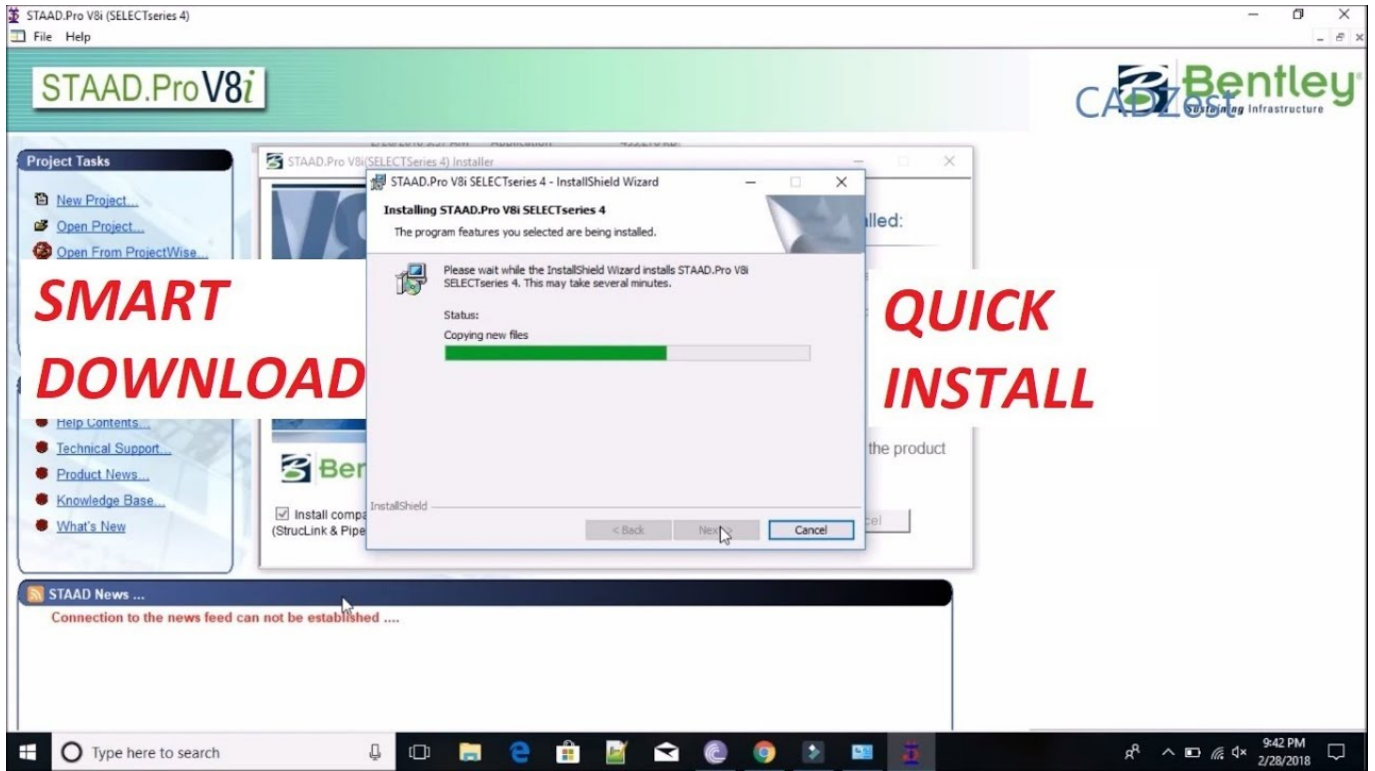 STAAD.Pro V8i (SELECTseries 4)
File Help
STAAD.Pro V8i
Bentley
Sustaining Infrastructure
CADZest
Project Tasks
New Project...
Open Project...
Open From ProjectWise...
Help Contents...
Technical Support...
Product News...
Knowledge Base...
What's New
STAAD.Pro V8i(SELECTSeries 4) Installer
STAAD.Pro V8i SELECTseries 4 - InstallShield Wizard
Installing STAAD.Pro V8i SELECTseries 4
The program features you selected are being installed.
Please wait while the InstallShield Wizard installs STAAD.Pro V8i
SELECTseries 4. This may take several minutes.
Status:
Copying new files
InstallShield
< Back Next > Cancel
the product
Install
(StrucLink & Pipe
SMART
DOWNLOAD
QUICK
INSTALL
STAAD News ...
Connection to the news feed can not be established ....
Type here to search
9:42 PM
2/28/2018